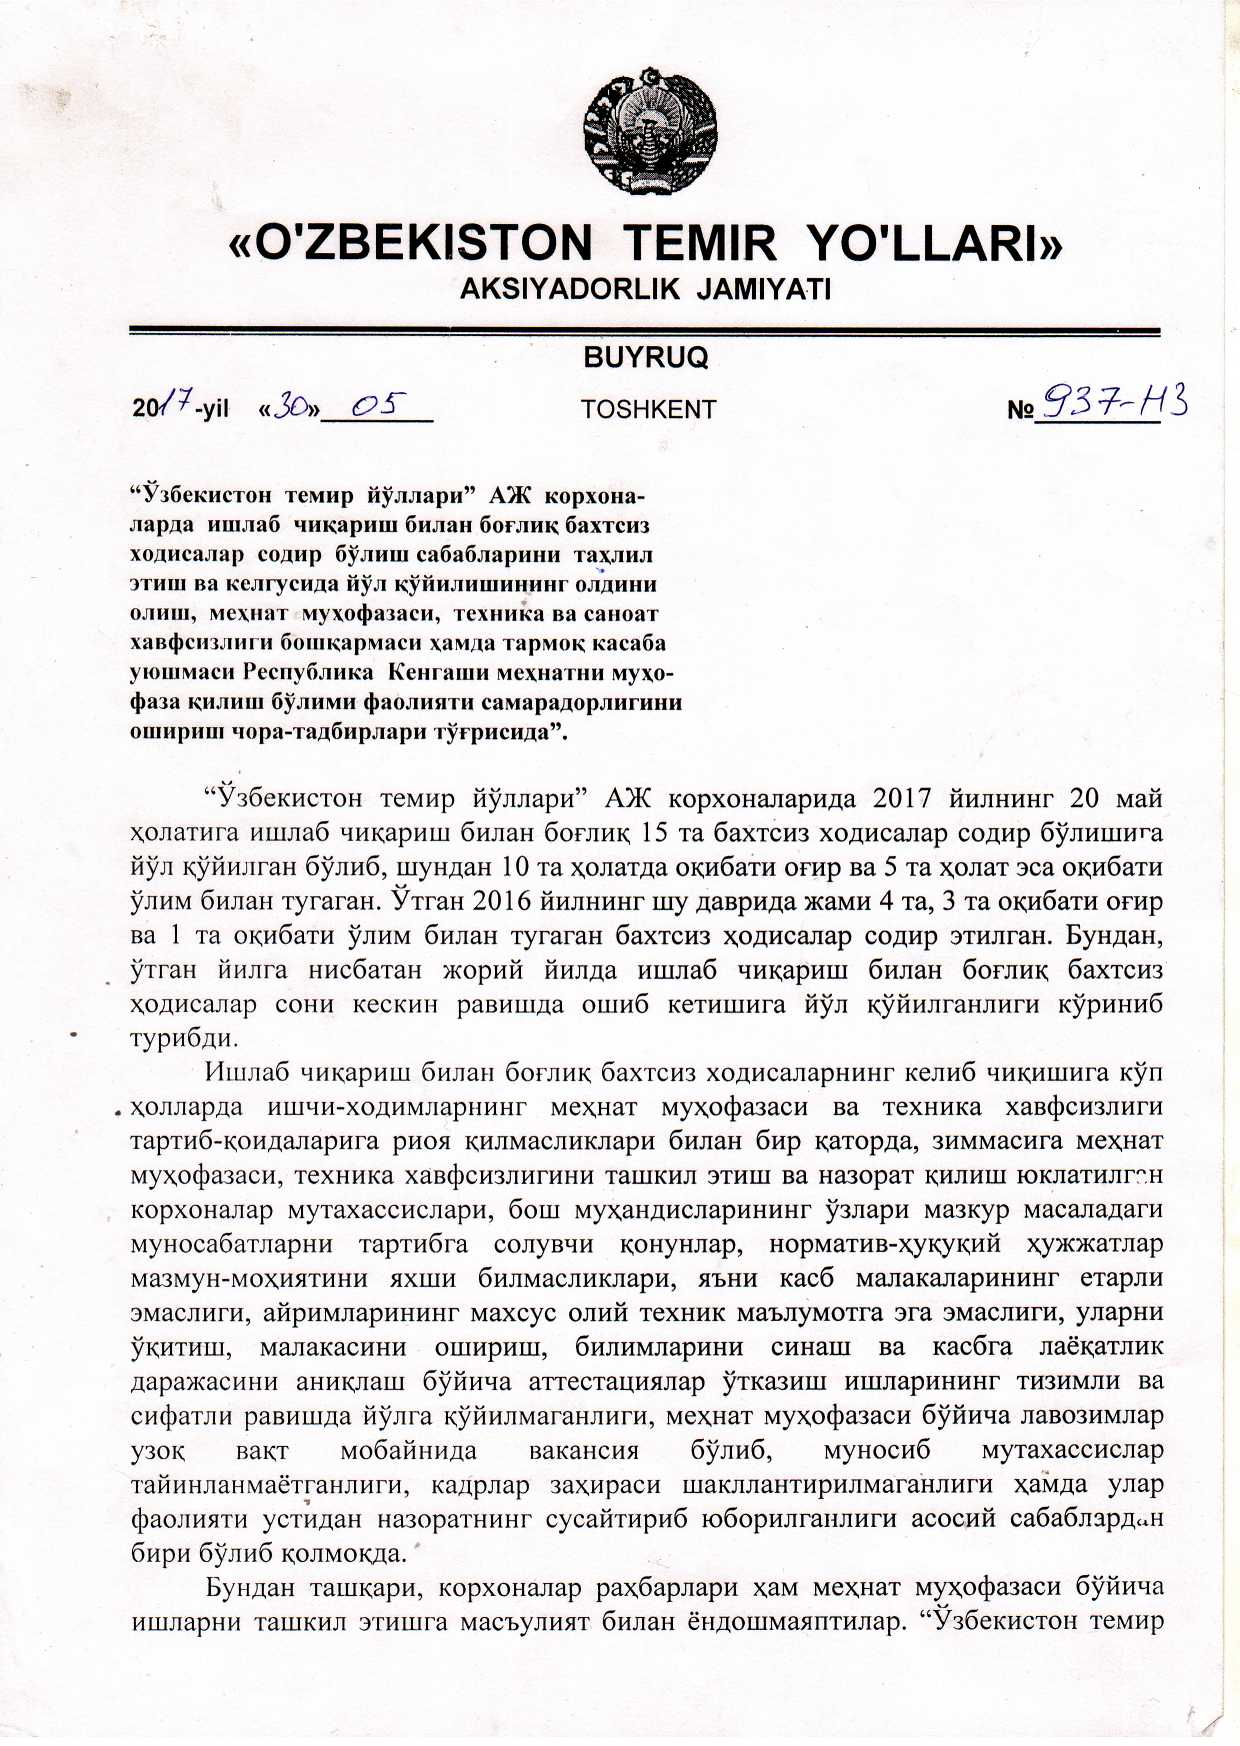 «O'ZBEKISTON TEMIR YO'LLARI»
AKSIYADORLIK JAMIYATI
BUYRUQ
2017-yil «30» 05 TOSHKENT № 937-НЗ
“Ўзбекистон темир йўллари” АЖ корхона-
ларда ишлаб чиқариш билан боғлиқ бахтсиз
ходисалар содир бўлиш сабабларини таҳлил
этиш ва келгусида йўл қўйилишининг олдини
олиш, меҳнат муҳофазаси, техника ва саноат
хавфсизлиги бошқармаси ҳамда тармоқ касаба
уюшмаси Республика Кенгаши меҳнатни муҳо-
фаза қилиш бўлими фаолияти самарадорлигини
ошириш чора-тадбирлари тўғрисида”.
“Ўзбекистон темир йўллари” АЖ корхоналарида 2017 йилнинг 20 май
ҳолатига ишлаб чиқариш билан боғлиқ 15 та бахтсиз ходисалар содир бўлишига
йўл қўйилган бўлиб, шундан 10 та ҳолатда оқибати оғир ва 5 та ҳолат эса оқибати
ўлим билан тугаган. Ўтган 2016 йилнинг шу даврида жами 4 та, 3 та оқибати оғир
ва 1 та оқибати ўлим билан тугаган бахтсиз ҳодисалар содир этилган. Бундан,
ўтган йилга нисбатан жорий йилда ишлаб чиқариш билан боғлиқ бахтсиз
ҳодисалар сони кескин равишда ошиб кетишига йўл қўйилганлиги кўриниб
турибди.
Ишлаб чиқариш билан боғлиқ бахтсиз ходисаларнинг келиб чиқишига кўп
ҳолларда ишчи-ходимларнинг меҳнат муҳофазаси ва техника хавфсизлиги
тартиб-қоидаларига риоя қилмасликлари билан бир қаторда, зиммасига меҳнат
муҳофазаси, техника хавфсизлигини ташкил этиш ва назорат қилиш юклатилган
корхоналар мутахассислари, бош муҳандисларининг ўзлари мазкур масаладаги
муносабатларни тартибга солувчи қонунлар, норматив-ҳуқуқий ҳужжатлар
мазмун-моҳиятини яхши билмасликлари, яъни касб малакаларининг етарли
эмаслиги, айримларининг махсус олий техник маълумотга эга эмаслиги, уларни
ўқитиш, малакасини ошириш, билимларини синаш ва касбга лаёқатлик
даражасини аниқлаш бўйича аттестациялар ўтказиш ишларининг тизимли ва
сифатли равишда йўлга қўйилмаганлиги, меҳнат муҳофазаси бўйича лавозимлар
узоқ вақт мобайнида вакансия бўлиб, муносиб мутахассислар
тайинланмаётганлиги, кадрлар заҳираси шакллантирилмаганлиги ҳамда улар
фаолияти устидан назоратнинг сусайтириб юборилганлиги асосий сабаблардан
бири бўлиб қолмоқда.
Бундан ташқари, корхоналар раҳбарлари ҳам меҳнат муҳофазаси бўйича
ишларни ташкил этишга масъулият билан ёндошмаяптилар. “Ўзбекистон темир